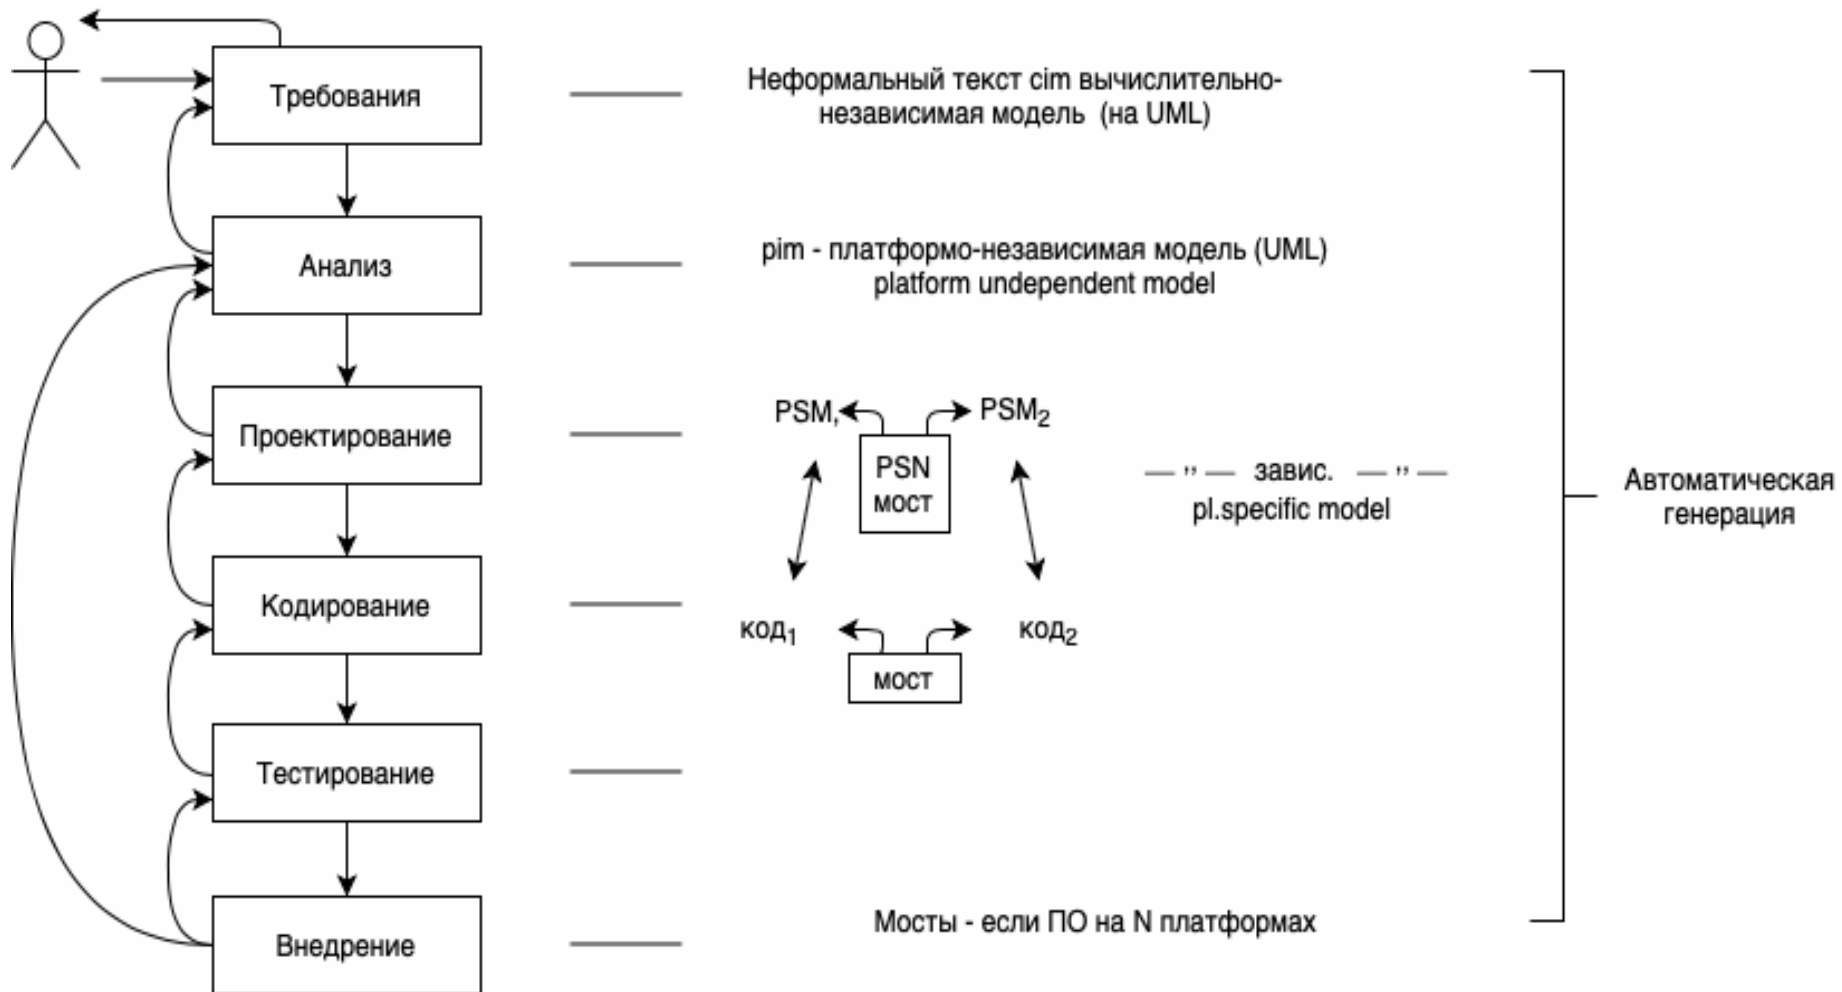 Требования
Неформальный текст cim вычислительно-
независимая модель (на UML)
Анализ
pim - платформо-независимая модель (UML)
platform undependent model
Проектирование
PSM,
PSM₂
PSN
мост
— ,, — завис. — ,, —
pl.specific model
Автоматическая
генерация
Кодирование
код₁
код₂
мост
Тестирование
Внедрение
Мосты - если ПО на N платформах